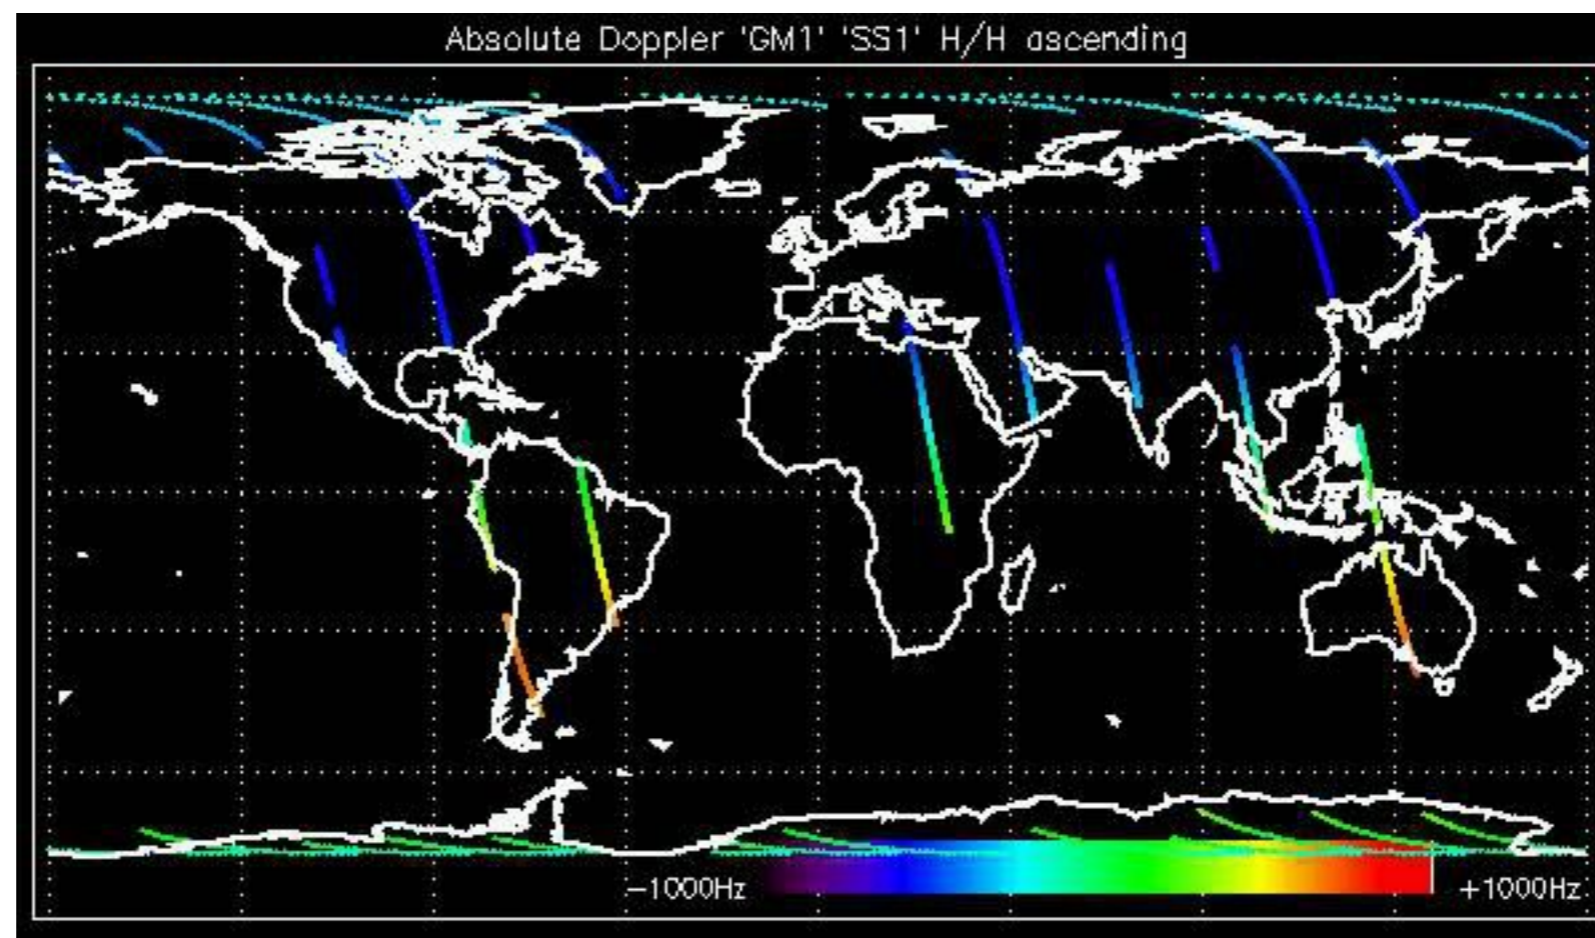 Absolute Doppler 'GM1' 'SS1' H/H ascending
-1000Hz
+1000Hz